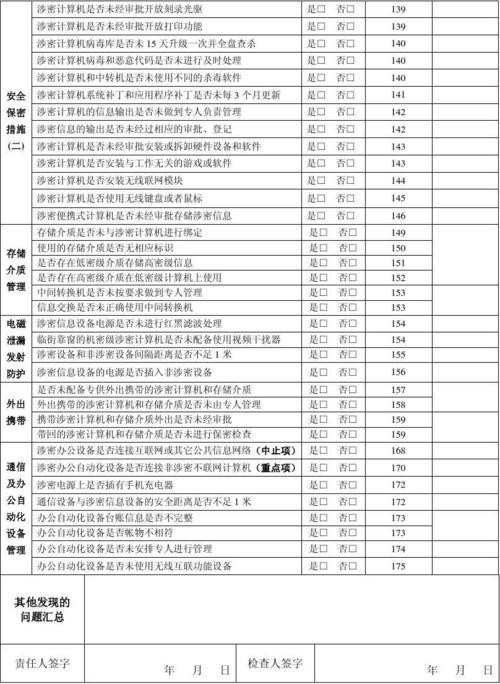 涉密计算机是否未经审批开放刻录光驱 是□ 否□ 139
涉密计算机是否未经审批开放打印功能 是□ 否□ 139
涉密计算机病毒库是否未 15 天升级一次并全盘查杀 是□ 否□ 140
涉密计算机病毒和恶意代码是否未进行及时处理 是□ 否□ 140
涉密计算机和中转机是否未使用不同的杀毒软件 是□ 否□ 140
安全保密措施(二) 涉密计算机系统补丁和应用程序补丁是否未每 3 个月更新 是□ 否□ 141
涉密计算机的信息输出是否未做到专人负责管理 是□ 否□ 142
涉密信息的输出是否未经过相应的审批、登记 是□ 否□ 142
涉密计算机是否未经审批安装或拆卸硬件设备和软件 是□ 否□ 143
涉密计算机是否安装与工作无关的游戏或软件 是□ 否□ 143
涉密计算机是否安装无线联网模块 是□ 否□ 144
涉密计算机是否使用无线键盘或者鼠标 是□ 否□ 145
涉密便携式计算机是否未经审批存储涉密信息 是□ 否□ 146
存储介质管理 存储介质是否未与涉密计算机进行绑定 是□ 否□ 149
使用的存储介质是否无相应标识 是□ 否□ 150
是否存在低密级介质存储高密级信息 是□ 否□ 151
是否存在高密级介质在低密级计算机上使用 是□ 否□ 152
中间转换机是否未按要求做到专人管理 是□ 否□ 153
信息交换是否未正确使用中间转换机 是□ 否□ 153
电磁泄漏发射防护 涉密信息设备电源是否未进行红黑滤波处理 是□ 否□ 154
临街靠窗的机密级涉密计算机是否未配备使用视频干扰器 是□ 否□ 154
涉密设备和非涉密设备间隔距离是否不足 1 米 是□ 否□ 155
涉密信息设备的电源是否插入非涉密设备 是□ 否□ 156
外出携带 是否未配备专供外出携带的涉密计算机和存储介质 是□ 否□ 157
外出携带的涉密计算机和存储介质是否未由专人管理 是□ 否□ 158
携带涉密计算机和存储介质外出是否未经审批 是□ 否□ 159
带回的涉密计算机和存储介质是否未进行保密检查 是□ 否□ 159
通信及办公自动化设备管理 涉密办公设备是否连接互联网或其它公共信息网络(中止项) 是□ 否□ 168
涉密办公自动化设备是否连接非涉密不联网计算机(重点项) 是□ 否□ 170
涉密电源上是否插有手机充电器 是□ 否□ 172
通信设备与涉密信息设备的安全距离是否不足 1 米 是□ 否□ 172
办公自动化设备台账信息是否不完整 是□ 否□ 173
办公自动化设备是否帐物不相符 是□ 否□ 173
办公自动化设备是否未安排专人进行管理 是□ 否□ 174
办公自动化设备是否未使用无线互联功能设备 是□ 否□ 175
其他发现的
问题汇总
责任人签字 年 月 日 检查人签字 年 月 日